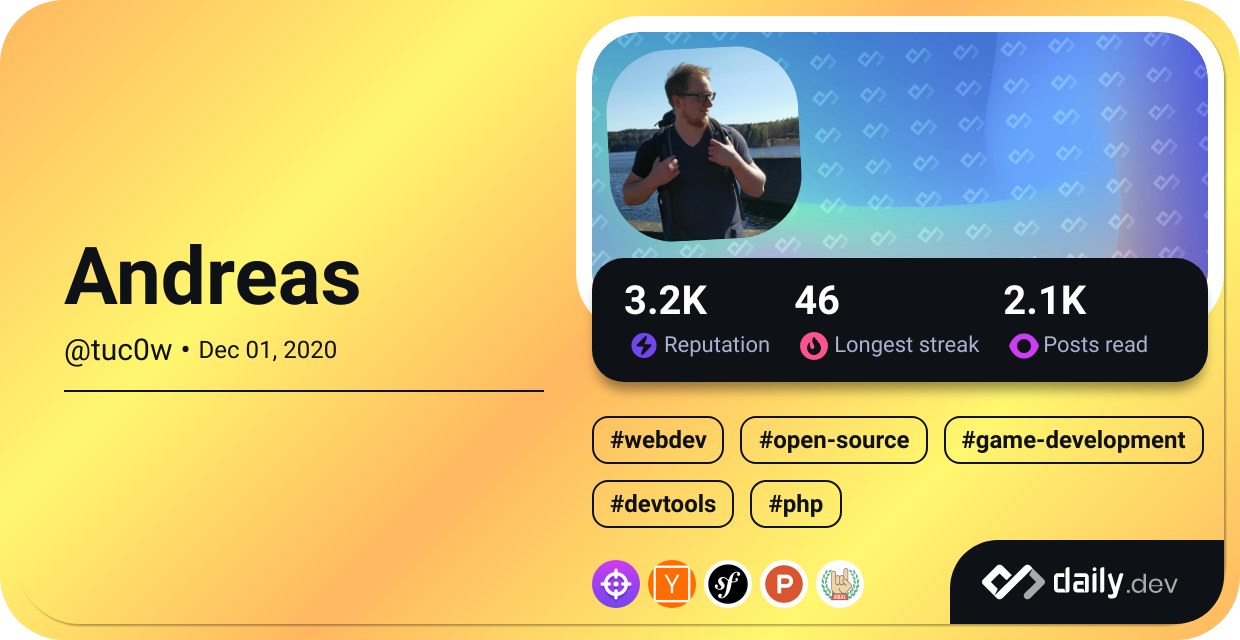 Andreas
@tuc0w • Dec 01, 2020
3.2K
Reputation
46
Longest streak
2.1K
Posts read
#webdev
#open-source
#game-development
#devtools
#php
Y
sf
P
daily.dev